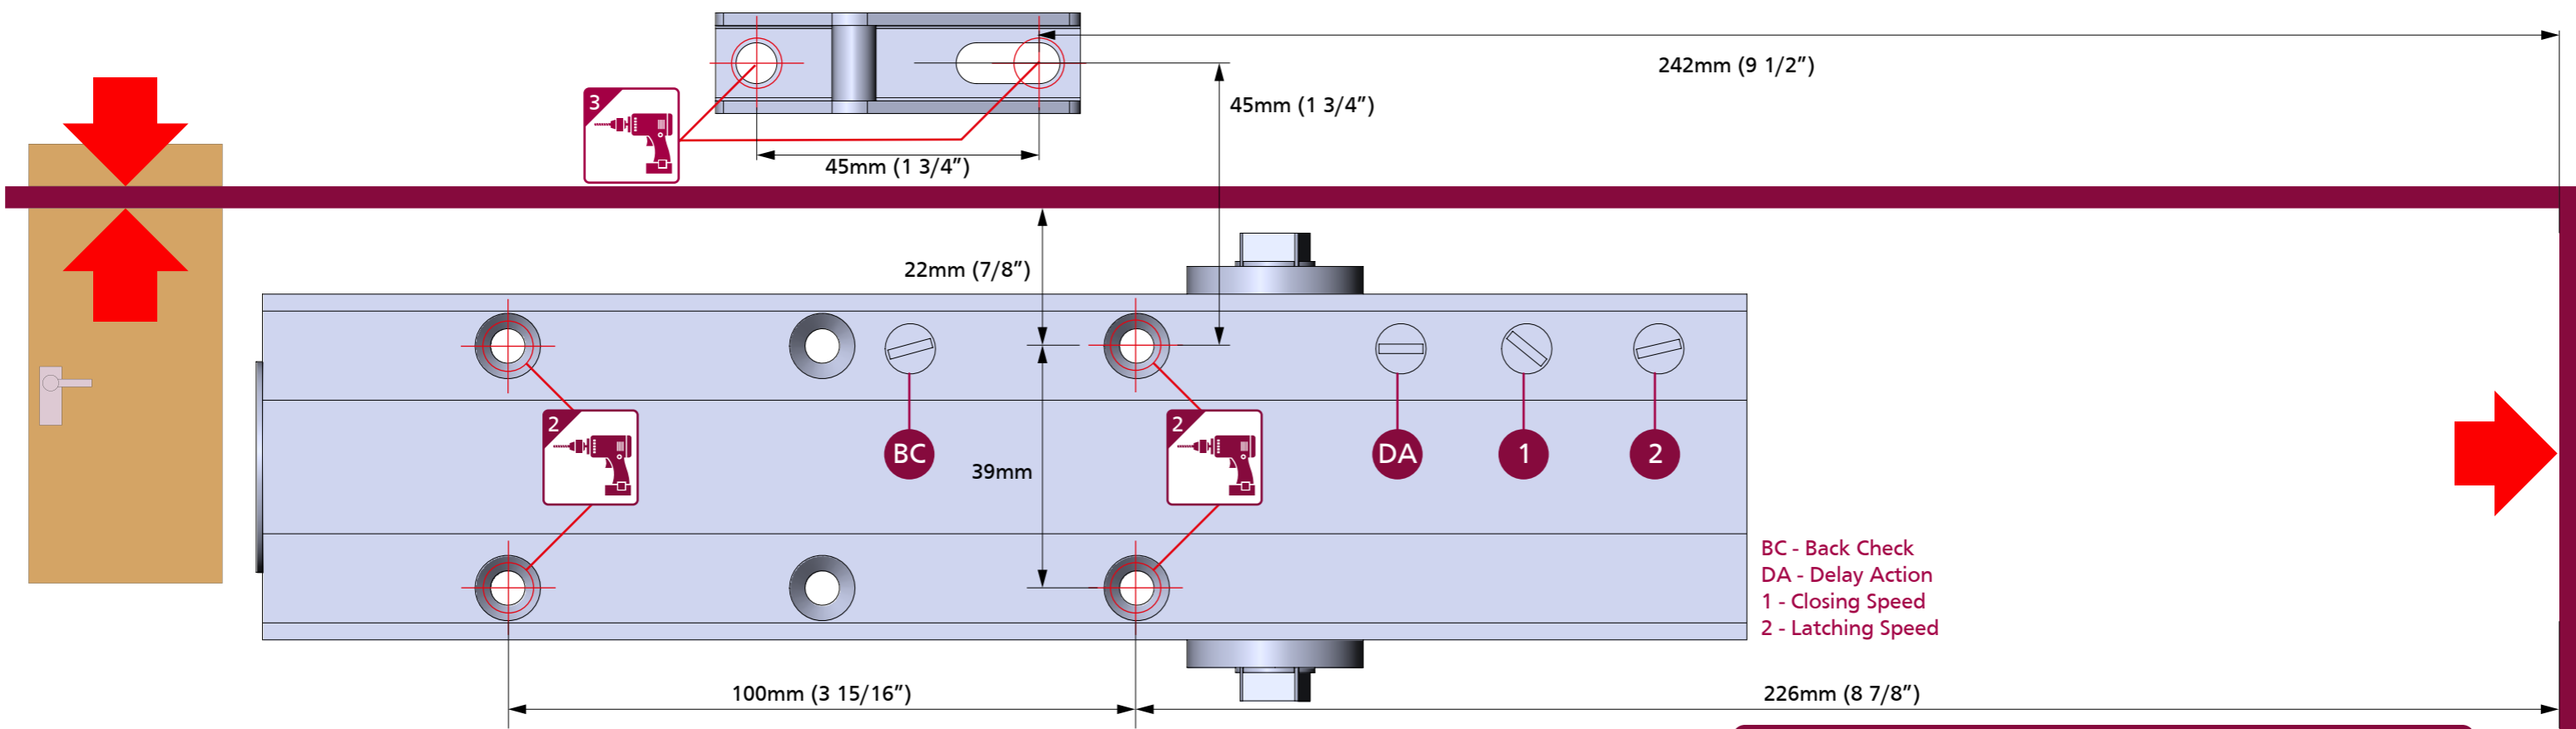 242mm (9 1/2”)
3
45mm (1 3/4”)
45mm (1 3/4”)
22mm (7/8”)
2
2
BC
DA
1
2
39mm
BC - Back Check
DA - Delay Action
1 - Closing Speed
2 - Latching Speed
100mm (3 15/16”)
226mm (8 7/8”)